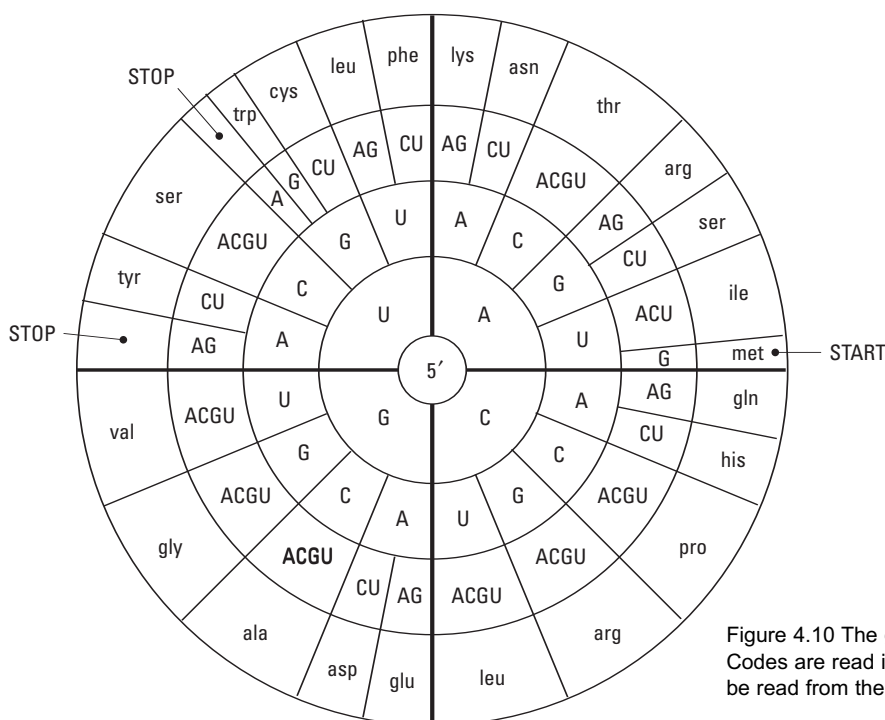 leu phe lys asn
STOP
cys thr
trp
CU AG CU AG CU
ser A G ACGU arg
ACGU G U A C AG ser
tyr CU C G CU ile
STOP AG A U A U ACU
G met START
5′
val ACGU U G C A AG gln
CU his
G C
gly ACGU C G ACGU pro
A U
ACGU ACGU
CU AG ACGU
ala arg
asp glu leu
Figure 4.10 The
Codes are read i
be read from the